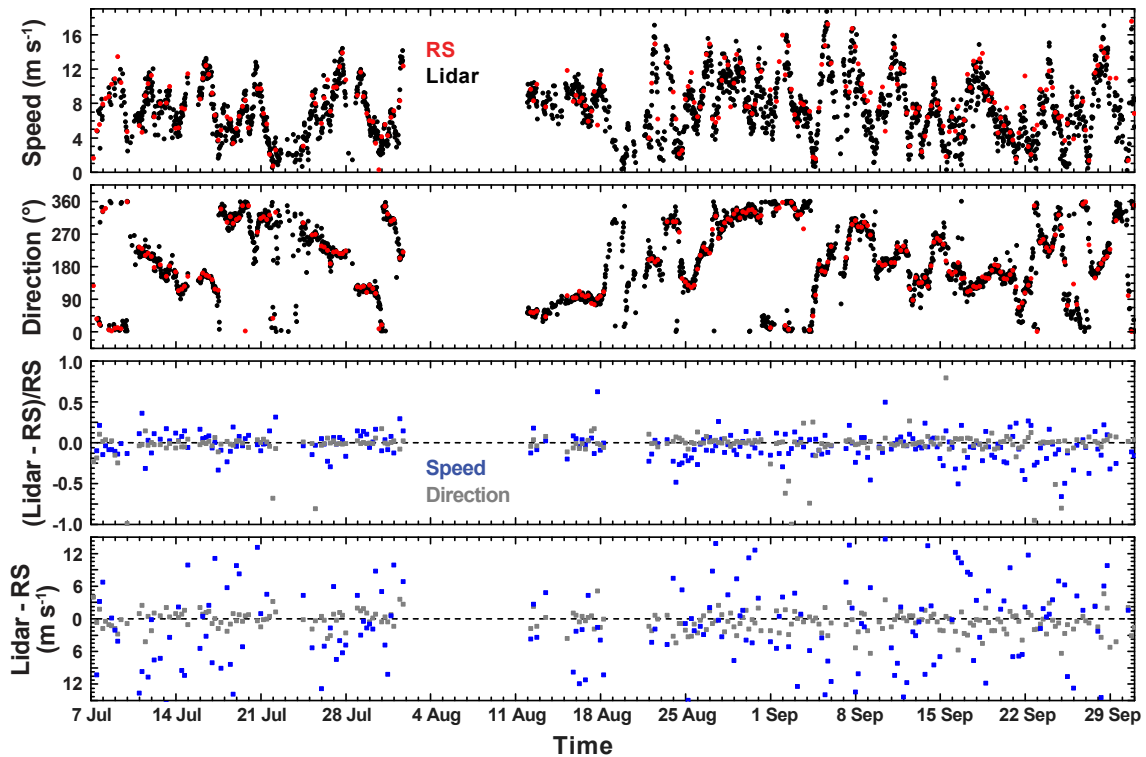 16
12
8
4
0
Speed (m s⁻¹)
RS
Lidar
360
270
180
90
0
Direction (°)
1.0
0.5
0.0
-0.5
-1.0
(Lidar - RS)/RS
Speed
Direction
12
6
0
6
12
Lidar - RS
(m s⁻¹)
7 Jul 14 Jul 21 Jul 28 Jul 4 Aug 11 Aug 18 Aug 25 Aug 1 Sep 8 Sep 15 Sep 22 Sep 29 Sep
Time